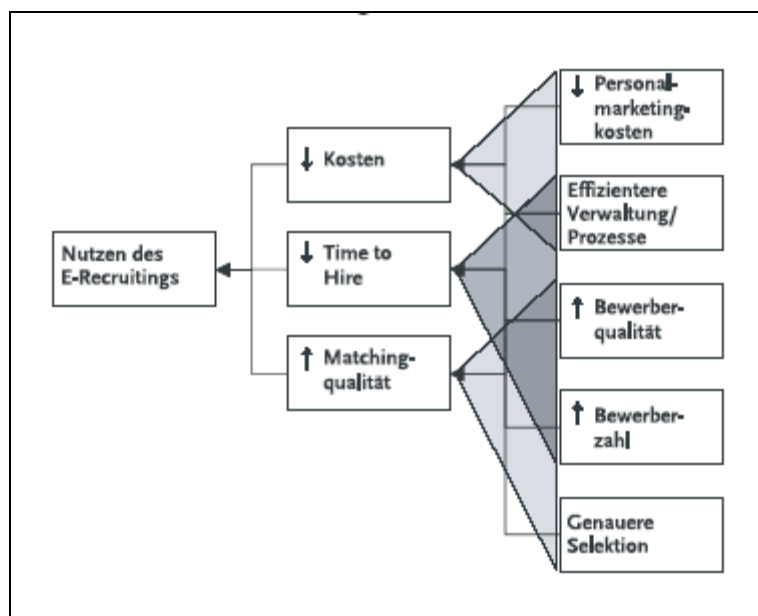 Nutzen des
E-Recruitings
↓ Kosten
↓ Time to
Hire
↑ Matching-
qualität
↓ Personal-
marketing-
kosten
Effizientere
Verwaltung/
Prozesse
↑ Bewerber-
qualität
↑ Bewerber-
zahl
Genauere
Selektion